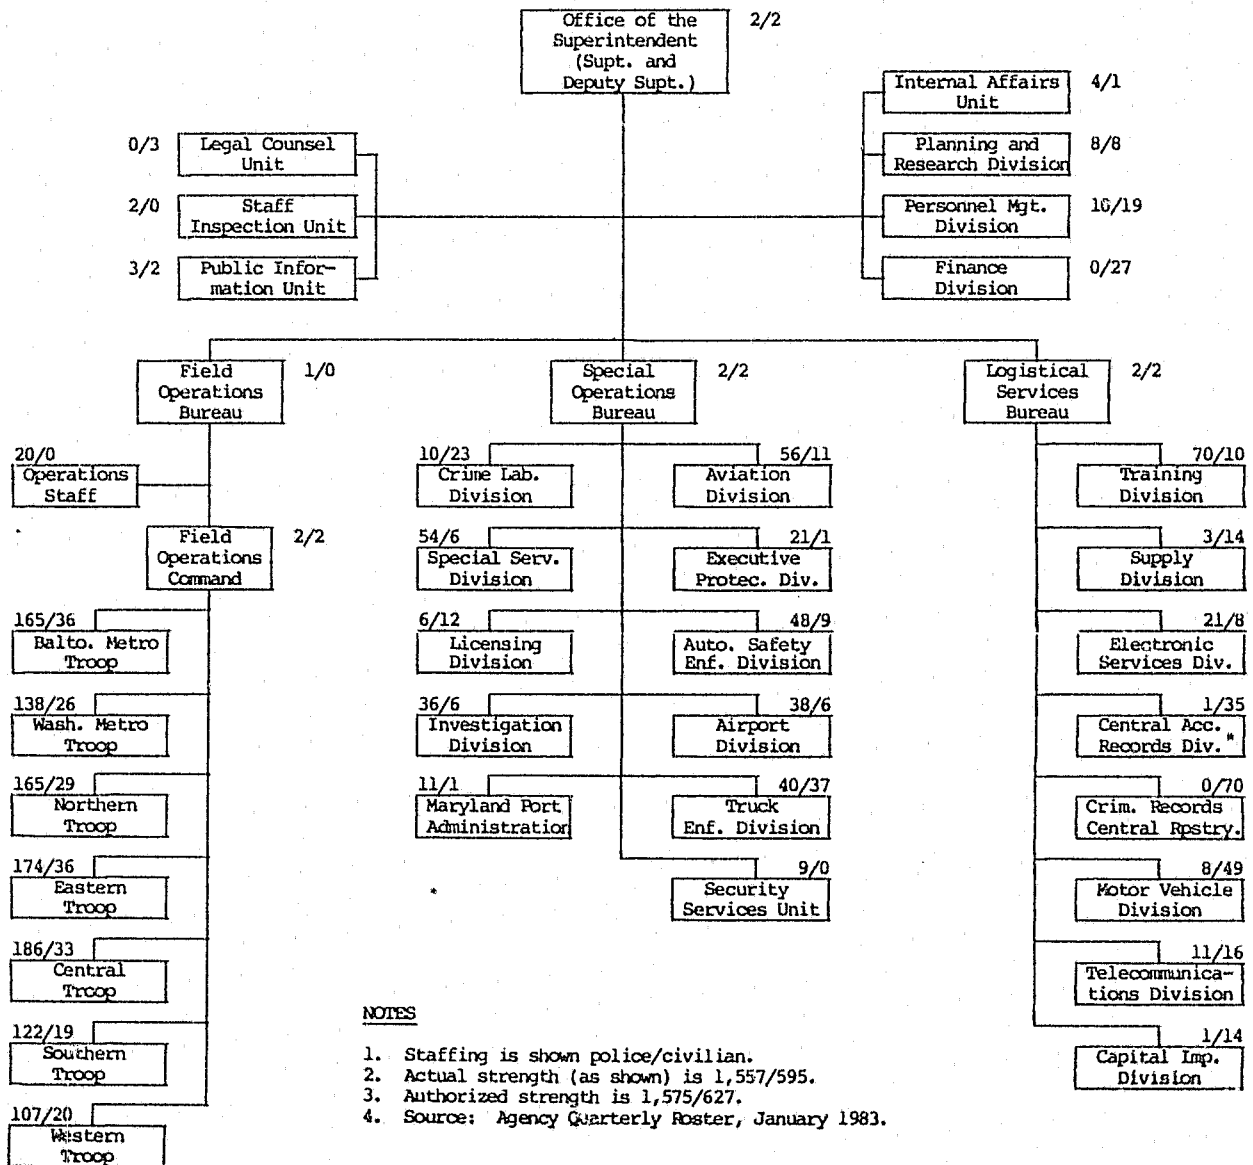 Office of the 2/2
Superintendent
(Supt. and
Deputy Supt.)
Internal Affairs 4/1
Unit
0/3 Legal Counsel
Unit
Planning and 8/8
Research Division
2/0 Staff
Inspection Unit
Personnel Mgt. 10/19
Division
3/2 Public Infor-
mation Unit
Finance 0/27
Division
Field 1/0
Operations
Bureau
Special 2/2
Operations
Bureau
Logistical 2/2
Services
Bureau
20/0
Operations
Staff
Field 2/2
Operations
Command
165/36
Balto. Metro
Troop
138/26
Wash. Metro
Troop
165/29
Northern
Troop
174/36
Eastern
Troop
186/33
Central
Troop
122/19
Southern
Troop
107/20
Western
Troop
10/23
Crime Lab.
Division
56/11
Aviation
Division
54/6
Special Serv.
Division
21/1
Executive
Protec. Div.
6/12
Licensing
Division
48/9
Auto. Safety
Enf. Division
36/6
Investigation
Division
38/6
Airport
Division
11/1
Maryland Port
Administration
40/37
Truck
Enf. Division
9/0
Security
Services Unit
70/10
Training
Division
3/14
Supply
Division
21/8
Electronic
Services Div.
1/35
Central Acc.
Records Div.*
0/70
Crim. Records
Central Rpstry.
8/49
Motor Vehicle
Division
11/16
Telecommunica-
tions Division
1/14
Capital Imp.
Division
NOTES
1. Staffing is shown police/civilian.
2. Actual strength (as shown) is 1,557/595.
3. Authorized strength is 1,575/627.
4. Source: Agency Quarterly Roster, January 1983.